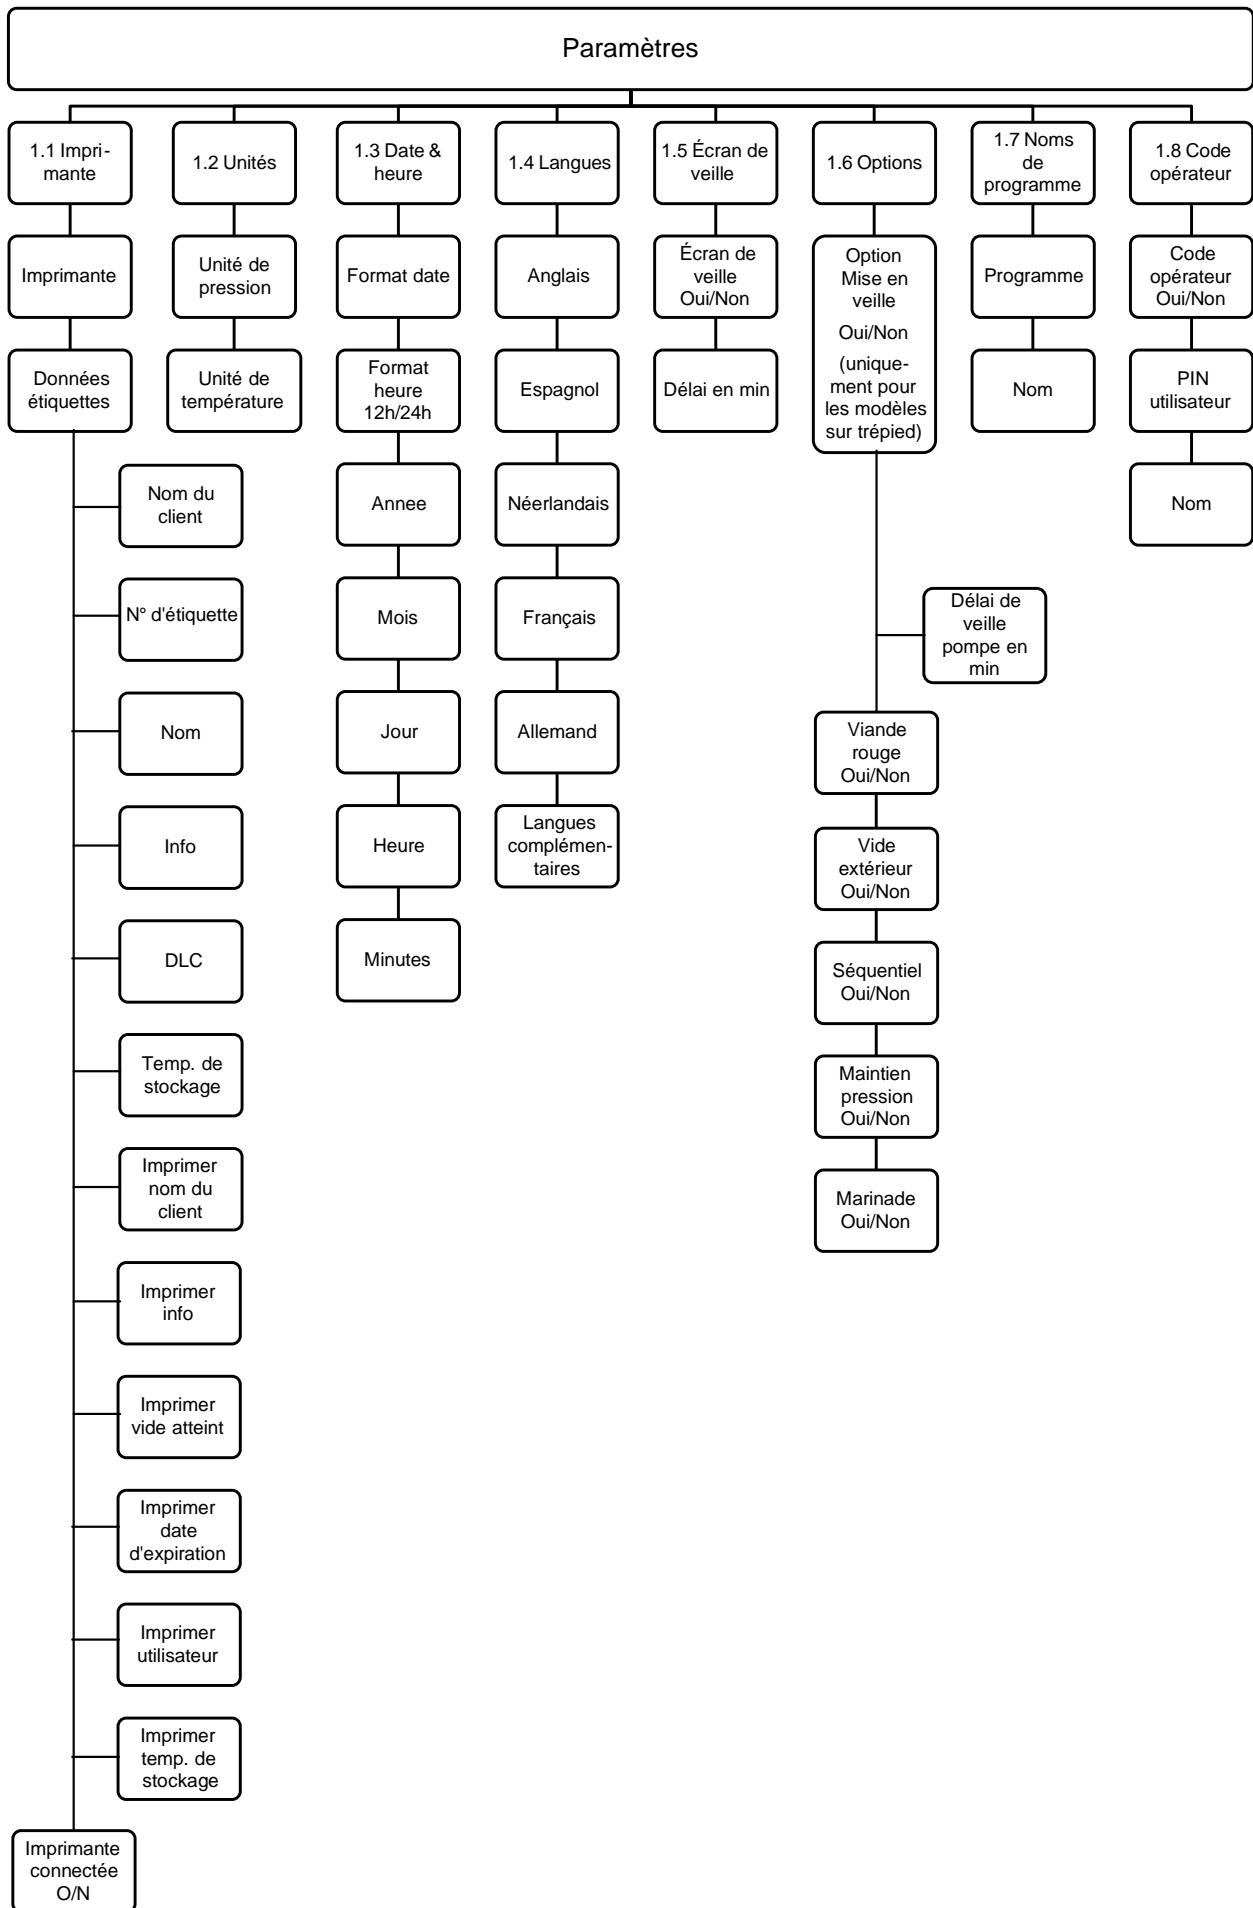 Paramètres
1.1 Impri-
mante
1.2 Unités
1.3 Date &
heure
1.4 Langues
1.5 Écran de
veille
1.6 Options
1.7 Noms
de
programme
1.8 Code
opérateur
Imprimante
Unité de
pression
Format date
Anglais
Écran de
veille
Oui/Non
Option
Mise en
veille
Oui/Non
(unique-
ment pour
les modèles
sur trépied)
Programme
Code
opérateur
Oui/Non
Données
étiquettes
Unité de
température
Format
heure
12h/24h
Espagnol
Délai en min
Nom
PIN
utilisateur
Nom du
client
Annee
Néerlandais
Nom
N° d'étiquette
Mois
Français
Délai de
veille
pompe en
min
Nom
Jour
Allemand
Viande
rouge
Oui/Non
Info
Heure
Langues
complémen-
taires
Vide
extérieur
Oui/Non
DLC
Minutes
Séquentiel
Oui/Non
Temp. de
stockage
Maintien
pression
Oui/Non
Imprimer
nom du
client
Marinade
Oui/Non
Imprimer
info
Imprimer
vide atteint
Imprimer
date
d'expiration
Imprimer
utilisateur
Imprimer
temp. de
stockage
Imprimante
connectée
O/N